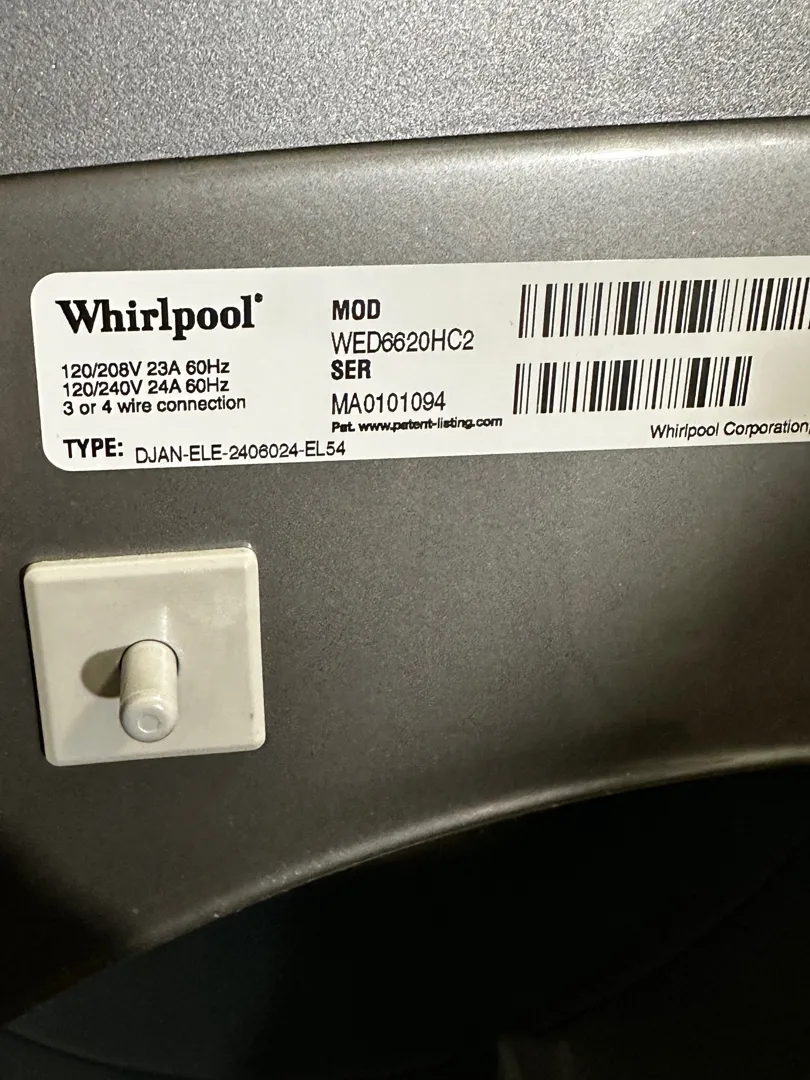 Whirlpool
120/208V 23A 60Hz
120/240V 24A 60Hz
3 or 4 wire connection
TYPE: DJAN-ELE-2406024-EL54
MOD
WED6620HC2
SER
MA0101094
Pat. www.patent-listing.com
Whirlpool Corporation,